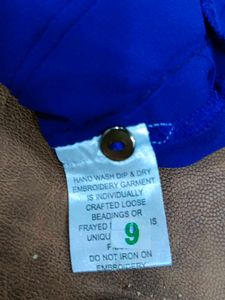 HAND WASH DIP & DRY
EMBROIDERY GARMENT
IS INDIVIDUALLY
CRAFTED LOOSE
BEADINGS OR
FRAYED IS
UNIQU
9
DO NOT IRON ON
EMBROIDERY